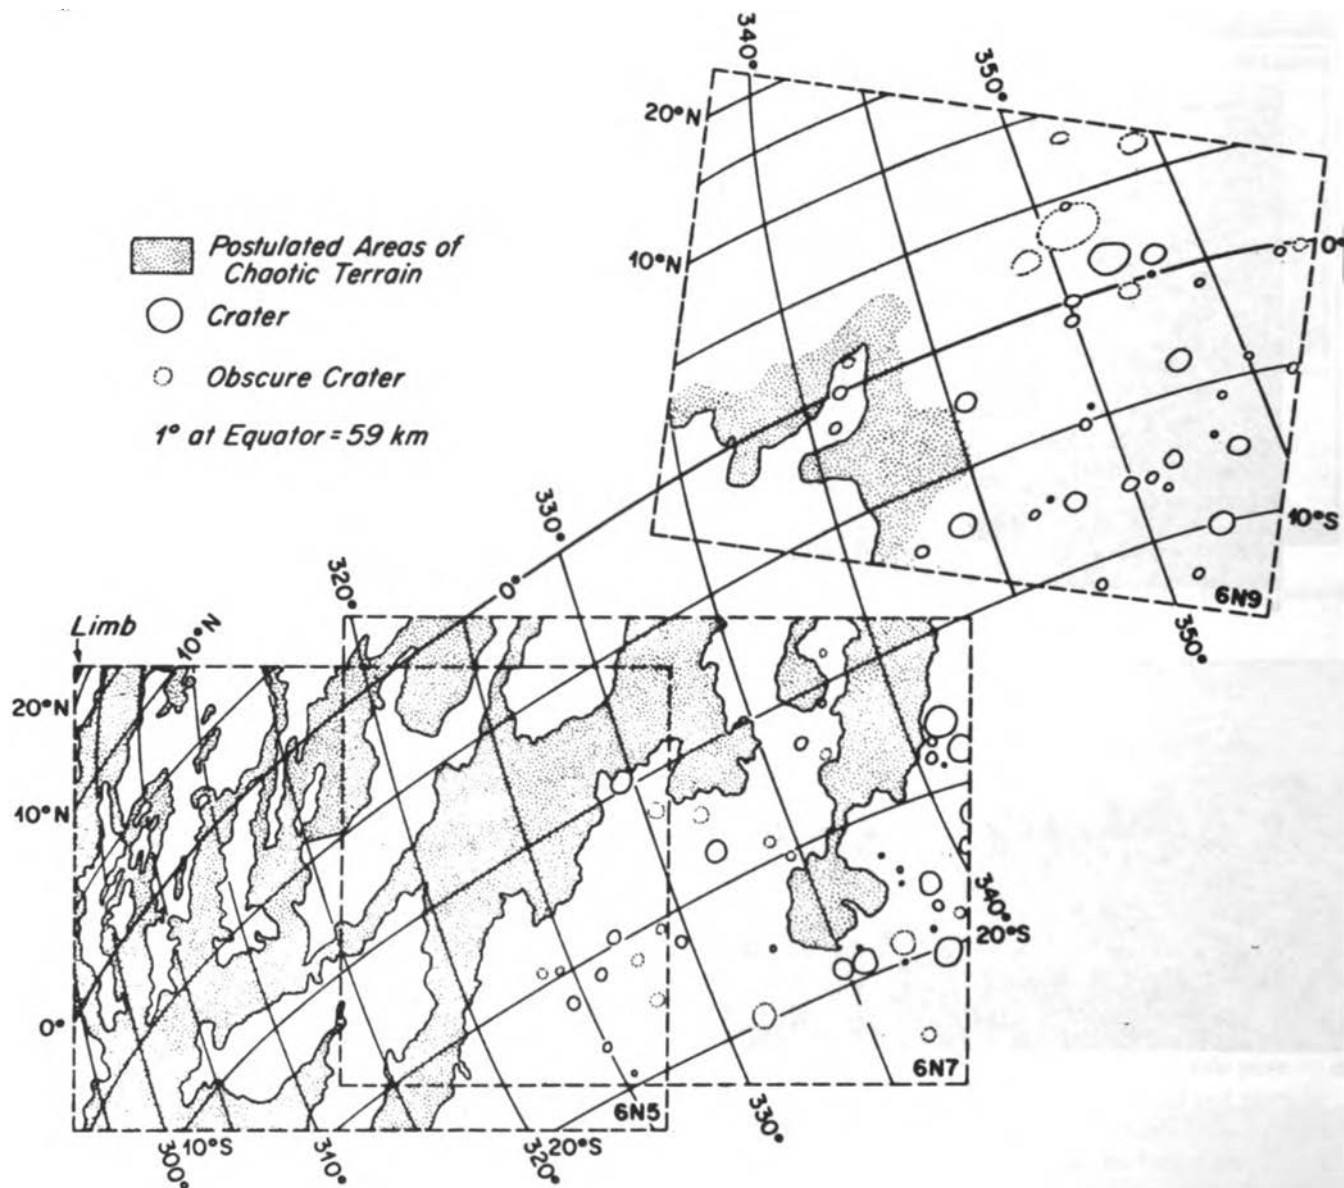 340°
350°
20°N
10°N
0°
Postulated Areas of
Chaotic Terrain
Crater
Obscure Crater
1° at Equator = 59 km
330°
320°
0°
10°S
6N9
350°
Limb
10°N
20°N
10°N
0°
340°
20°S
6N7
6N5
330°
300°
10°S
310°
320°
20°S